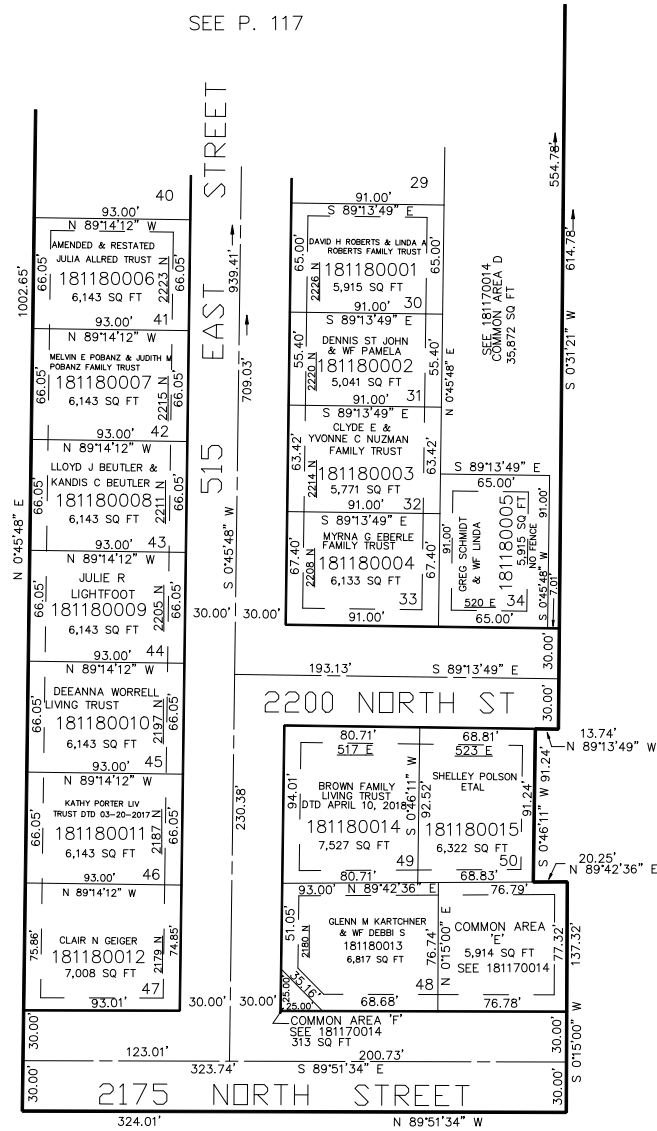 SEE P. 117
515 EAST STREET
1002.65'
N 0°45'48" E
40
93.00'
N 89°14'12" W
AMENDED & RESTATED
JULIA ALLRED TRUST
181180006
6,143 SQ FT
66.05'
2223 N
66.05'
93.00'
41
N 89°14'12" W
MELVIN E POBANZ & JUDITH M
POBANZ FAMILY TRUST
181180007
6,143 SQ FT
66.05'
2215 N
66.05'
93.00'
42
N 89°14'12" W
LLOYD J BEUTLER &
KANDIS C BEUTLER
181180008
6,143 SQ FT
66.05'
2211 N
66.05'
93.00'
43
N 89°14'12" W
JULIE R
LIGHTFOOT
181180009
6,143 SQ FT
66.05'
2205 N
66.05'
93.00'
44
N 89°14'12" W
DEEANNA WORRELL
LIVING TRUST
181180010
6,143 SQ FT
66.05'
2197 N
66.05'
93.00'
45
N 89°14'12" W
KATHY PORTER LIV
TRUST DTD 03-20-2017
181180011
6,143 SQ FT
66.05'
2187 N
66.05'
93.00'
46
N 89°14'12" W
CLAIR N GEIGER
181180012
7,008 SQ FT
75.86'
2179 N
74.85'
93.01'
47
939.41'
709.03'
S 0°45'48" W
30.00'
30.00'
230.38'
30.00'
30.00'
29
91.00'
S 89°13'49" E
DAVID H ROBERTS & LINDA A
ROBERTS FAMILY TRUST
181180001
5,915 SQ FT
65.00'
2226 N
65.00'
91.00'
30
S 89°13'49" E
DENNIS ST JOHN
& WF PAMELA
181180002
5,041 SQ FT
55.40'
2220 N
55.40'
91.00'
31
S 89°13'49" E
CLYDE E &
YVONNE C NUZMAN
FAMILY TRUST
181180003
5,771 SQ FT
63.42'
2214 N
63.42'
91.00'
32
S 89°13'49" E
MYRNA G EBERLE
FAMILY TRUST
181180004
6,133 SQ FT
67.40'
2208 N
67.40'
33
91.00'
N 0°45'48" E
SEE 181170014
COMMON AREA D
35,872 SQ FT
554.78'
614.78'
S 0°31'21" W
S 89°13'49" E
65.00'
91.00'
GREG SCHMIDT
& WF LINDA
181180005
5,915 SQ FT
NO FENCE
91.00'
S 0°45'48" W
520 E
34
65.00'
7.01'
30.00'
30.00'
193.13'
S 89°13'49" E
2200 NORTH ST
13.74'
N 89°13'49" W
80.71'
517 E
68.81'
523 E
BROWN FAMILY
LIVING TRUST
DTD APRIL 10, 2018
181180014
7,527 SQ FT
94.01'
S 0°46'11" W
92.52'
49
80.71'
SHELLEY POLSON
ETAL
181180015
6,322 SQ FT
91.24'
50
68.83'
S 0°46'11" W 91.24'
20.25'
N 89°42'36" E
93.00'
N 89°42'36" E
76.79'
GLENN M KARTCHNER
& WF DEBBI S
181180013
6,817 SQ FT
51.05'
2180 N
76.74'
N 0°15'00" E
48
35.16'
25.00'
25.00'
68.68'
COMMON AREA
'E'
5,914 SQ FT
SEE 181170014
77.32'
137.32'
76.78'
COMMON AREA 'F'
SEE 181170014
313 SQ FT
S 0°15'00" W
30.00'
30.00'
30.00'
30.00'
123.01'
200.73'
323.74'
S 89°51'34" E
2175 NORTH STREET
324.01'
N 89°51'34" W